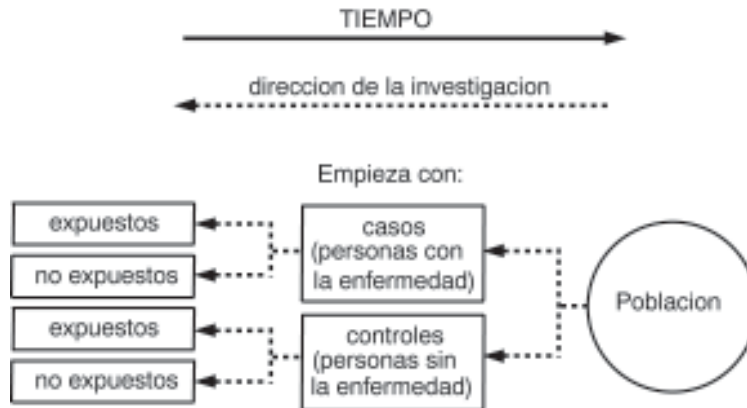 TIEMPO
direccion de la investigacion
Empieza con:
expuestos
no expuestos
expuestos
no expuestos
casos
(personas con
la enfermedad)
controles
(personas sin
la enfermedad)
Poblacion